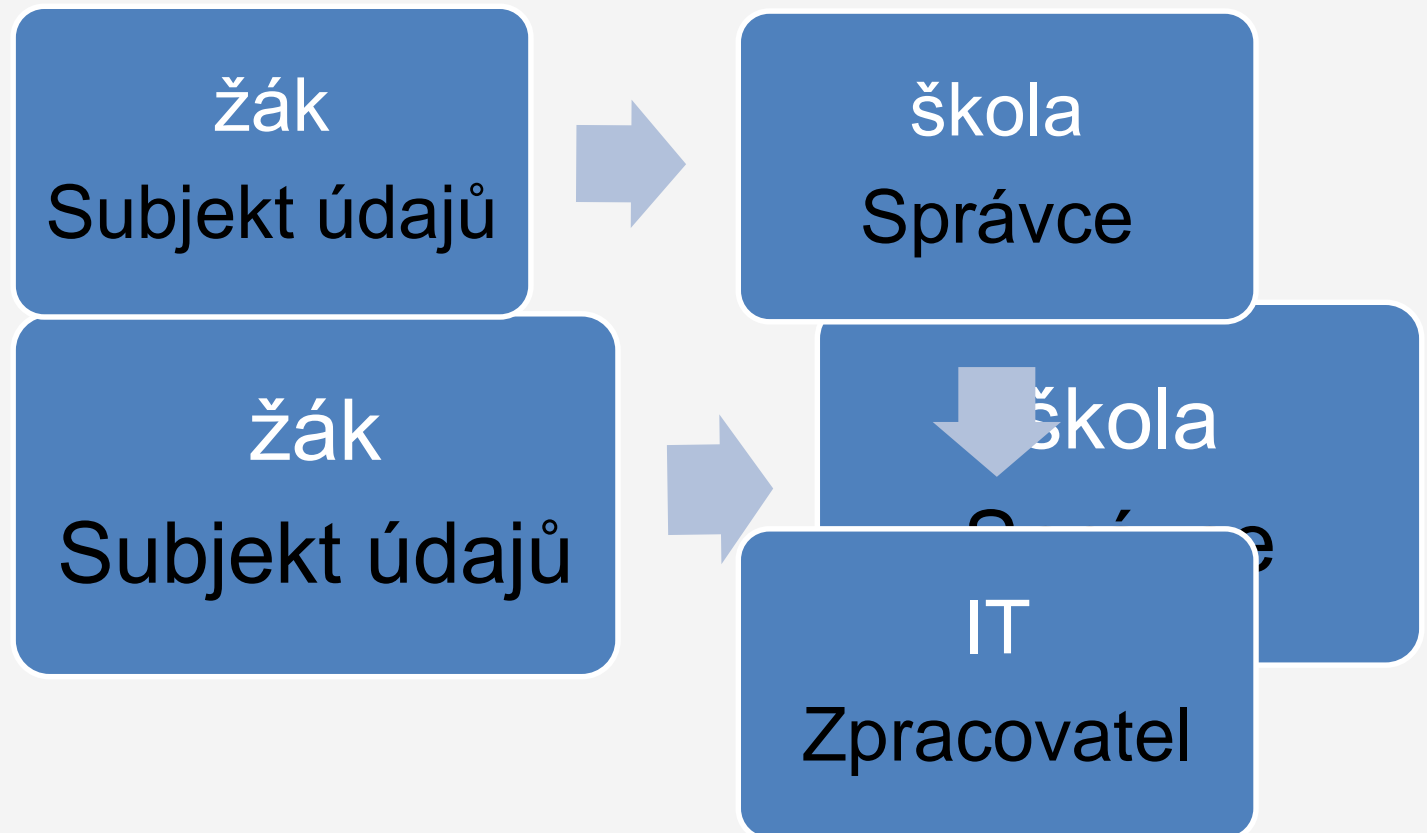 žák
Subjekt údajů
škola
Správce
žák
Subjekt údajů
škola
IT
Zpracovatel